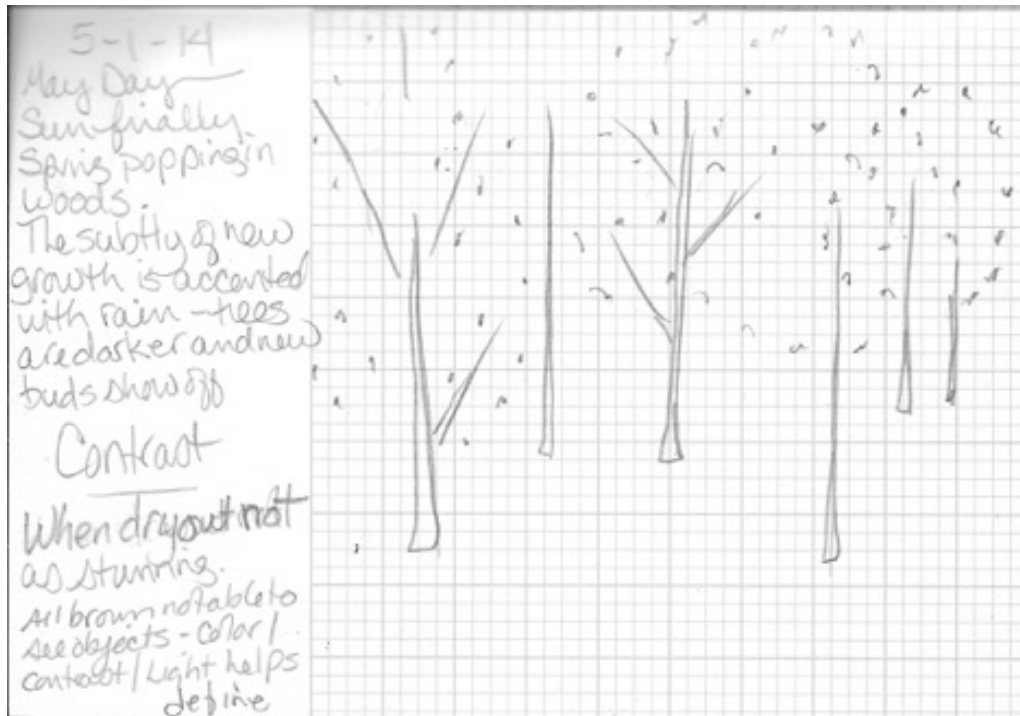 5-1-14
May Day
Sun finally.
Spring popping in
woods.
The subtly of new
growth is accented
with rain - trees
are darker and new
buds show off
Contrast
When dry out not
as stunning.
All brown not able to
see objects - color/
contrast/Light helps
define